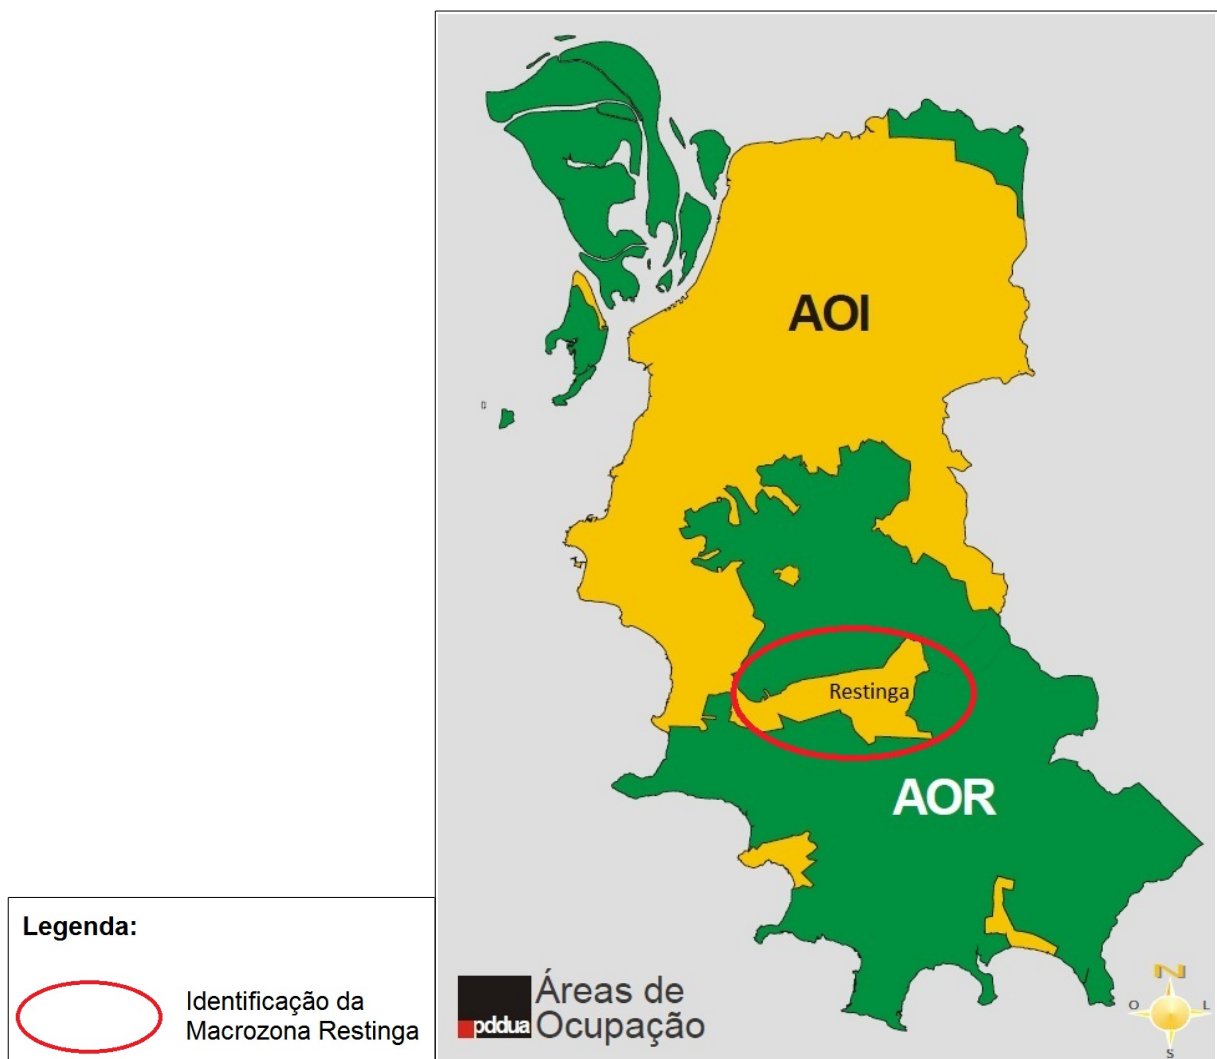 AOI
Restinga
AOR
Legenda:
Identificação da
Macrozona Restinga
pddua
Áreas de
Ocupação
N
O
L
S